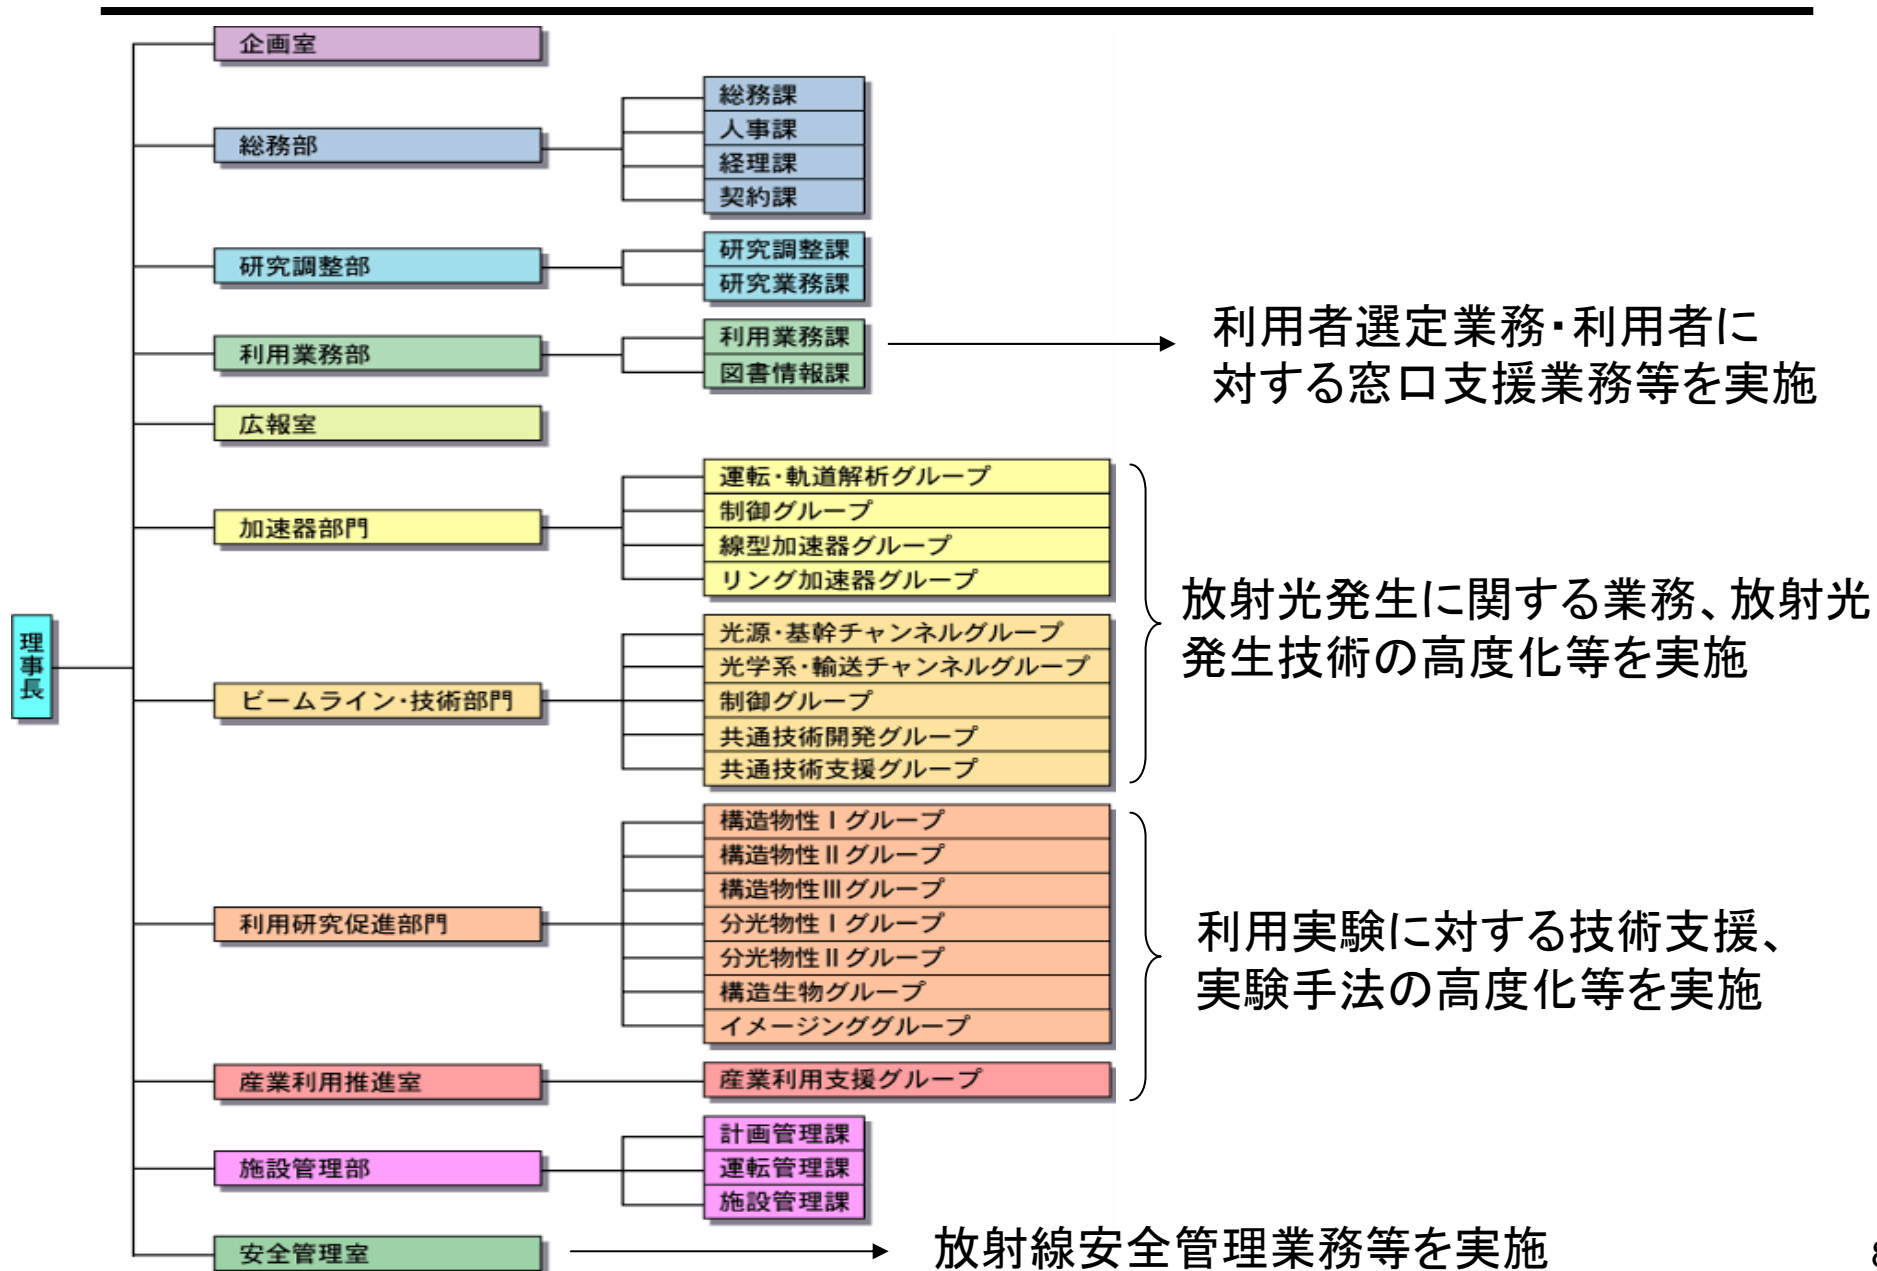 企画室
総務部
総務課
人事課
経理課
契約課
研究調整部
研究調整課
研究業務課
利用業務部
利用業務課
図書情報課
利用者選定業務・利用者に
対する窓口支援業務等を実施
広報室
加速器部門
運転・軌道解析グループ
制御グループ
線型加速器グループ
リング加速器グループ
放射光発生に関する業務、放射光
発生技術の高度化等を実施
理事長
ビームライン・技術部門
光源・基幹チャンネルグループ
光学系・輸送チャンネルグループ
制御グループ
共通技術開発グループ
共通技術支援グループ
利用研究促進部門
構造物性Ⅰグループ
構造物性Ⅱグループ
構造物性Ⅲグループ
分光物性Ⅰグループ
分光物性Ⅱグループ
構造生物グループ
イメージンググループ
利用実験に対する技術支援、
実験手法の高度化等を実施
産業利用推進室
産業利用支援グループ
施設管理部
計画管理課
運転管理課
施設管理課
安全管理室
放射線安全管理業務等を実施